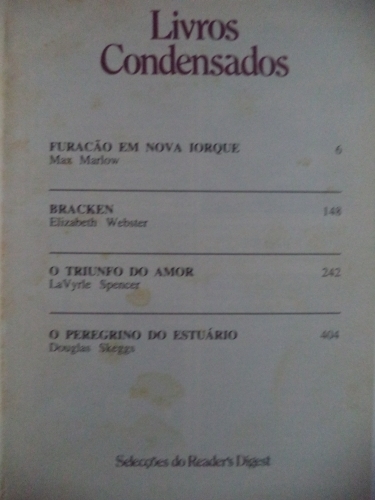 Livros
Condensados
FURACÃO EM NOVA IORQUE 6
Max Marlow
BRACKEN 148
Elizabeth Webster
O TRIUNFO DO AMOR 242
LaVyrle Spencer
O PEREGRINO DO ESTUÁRIO 404
Douglas Skeggs
Selecções do Reader's Digest